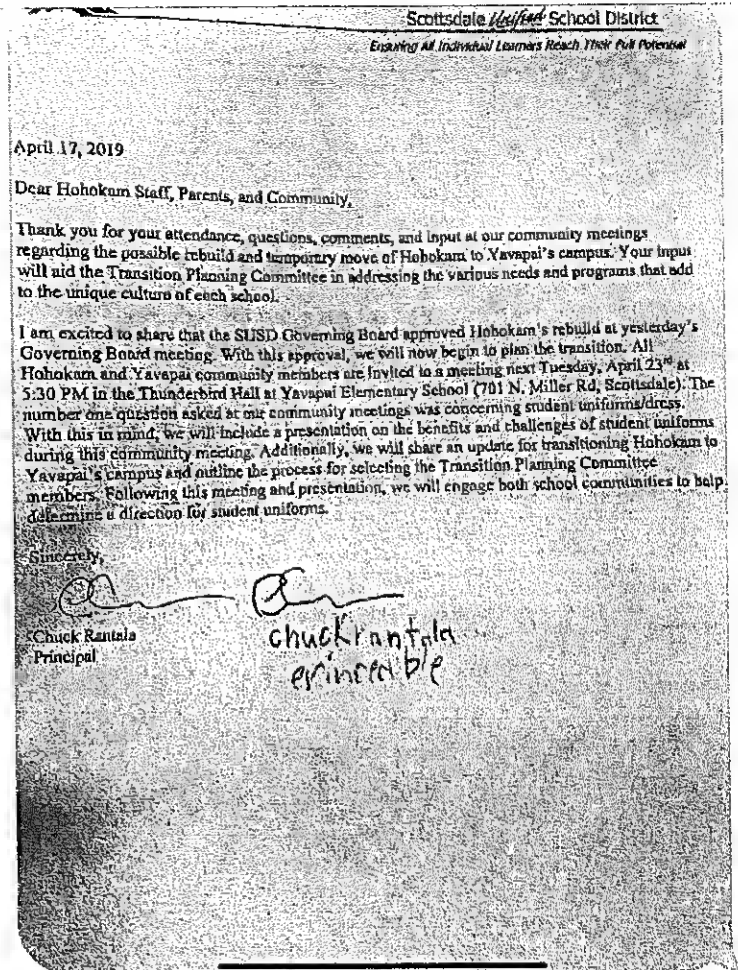 Scottsdale Unified School District
Ensuring All Individual Learners Reach Their Full Potential
April 17, 2019
Dear Hohokam Staff, Parents, and Community,
Thank you for your attendance, questions, comments, and input at our community meetings
regarding the possible rebuild and temporary move of Hohokam to Yavapai's campus. Your input
will aid the Transition Planning Committee in addressing the various needs and programs that add
to the unique culture of each school.
I am excited to share that the SUSD Governing Board approved Hohokam's rebuild at yesterday's
Governing Board meeting. With this approval, we will now begin to plan the transition. All
Hohokam and Yavapai community members are invited to a meeting next Tuesday, April 23rd at
5:30 PM in the Thunderbird Hall at Yavapai Elementary School (701 N. Miller Rd, Scottsdale). The
number one question asked at our community meetings was concerning student uniforms/dress.
With this in mind, we will include a presentation on the benefits and challenges of student uniforms
during this community meeting. Additionally, we will share an update for transitioning Hohokam to
Yavapai's campus and outline the process for selecting the Transition Planning Committee
members. Following this meeting and presentation, we will engage both school communities to help
determine a direction for student uniforms.
Sincerely,
Chuck Rantala
Principal
chuck rantala